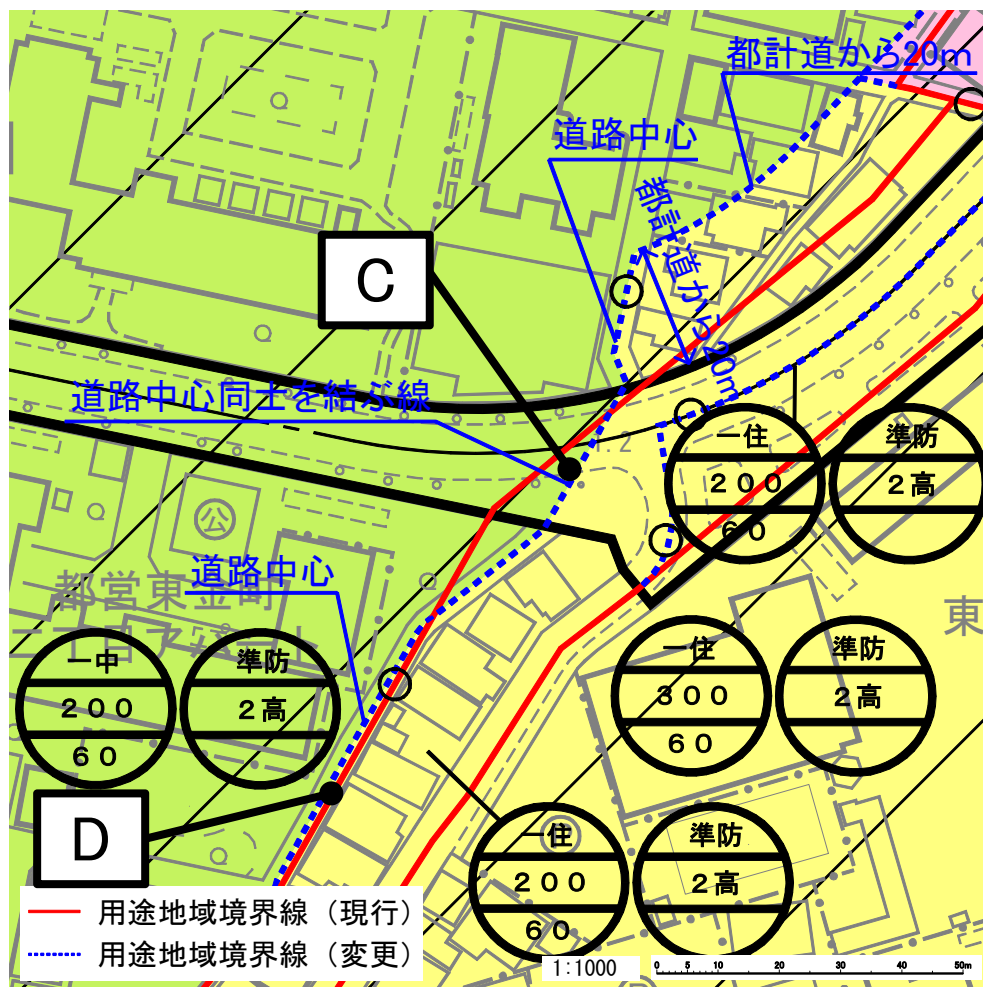 都計道から20m
道路中心
都計道から20m
C
道路中心同士を結ぶ線
一住
200
60
準防
2高
公
道路中心
都営東金町
東
一中
200
60
準防
2高
一住
300
60
準防
2高
D
一住
200
60
準防
2高
用途地域境界線（現行）
用途地域境界線（変更）
1:1000
0 5 10 20 30 40 50m